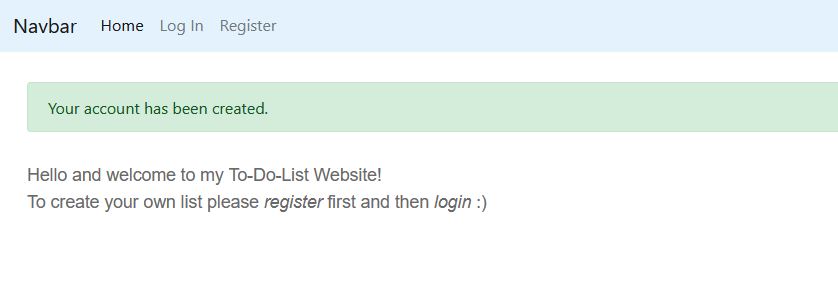 Navbar Home Log In Register
Your account has been created.
Hello and welcome to my To-Do-List Website!
To create your own list please register first and then login :)